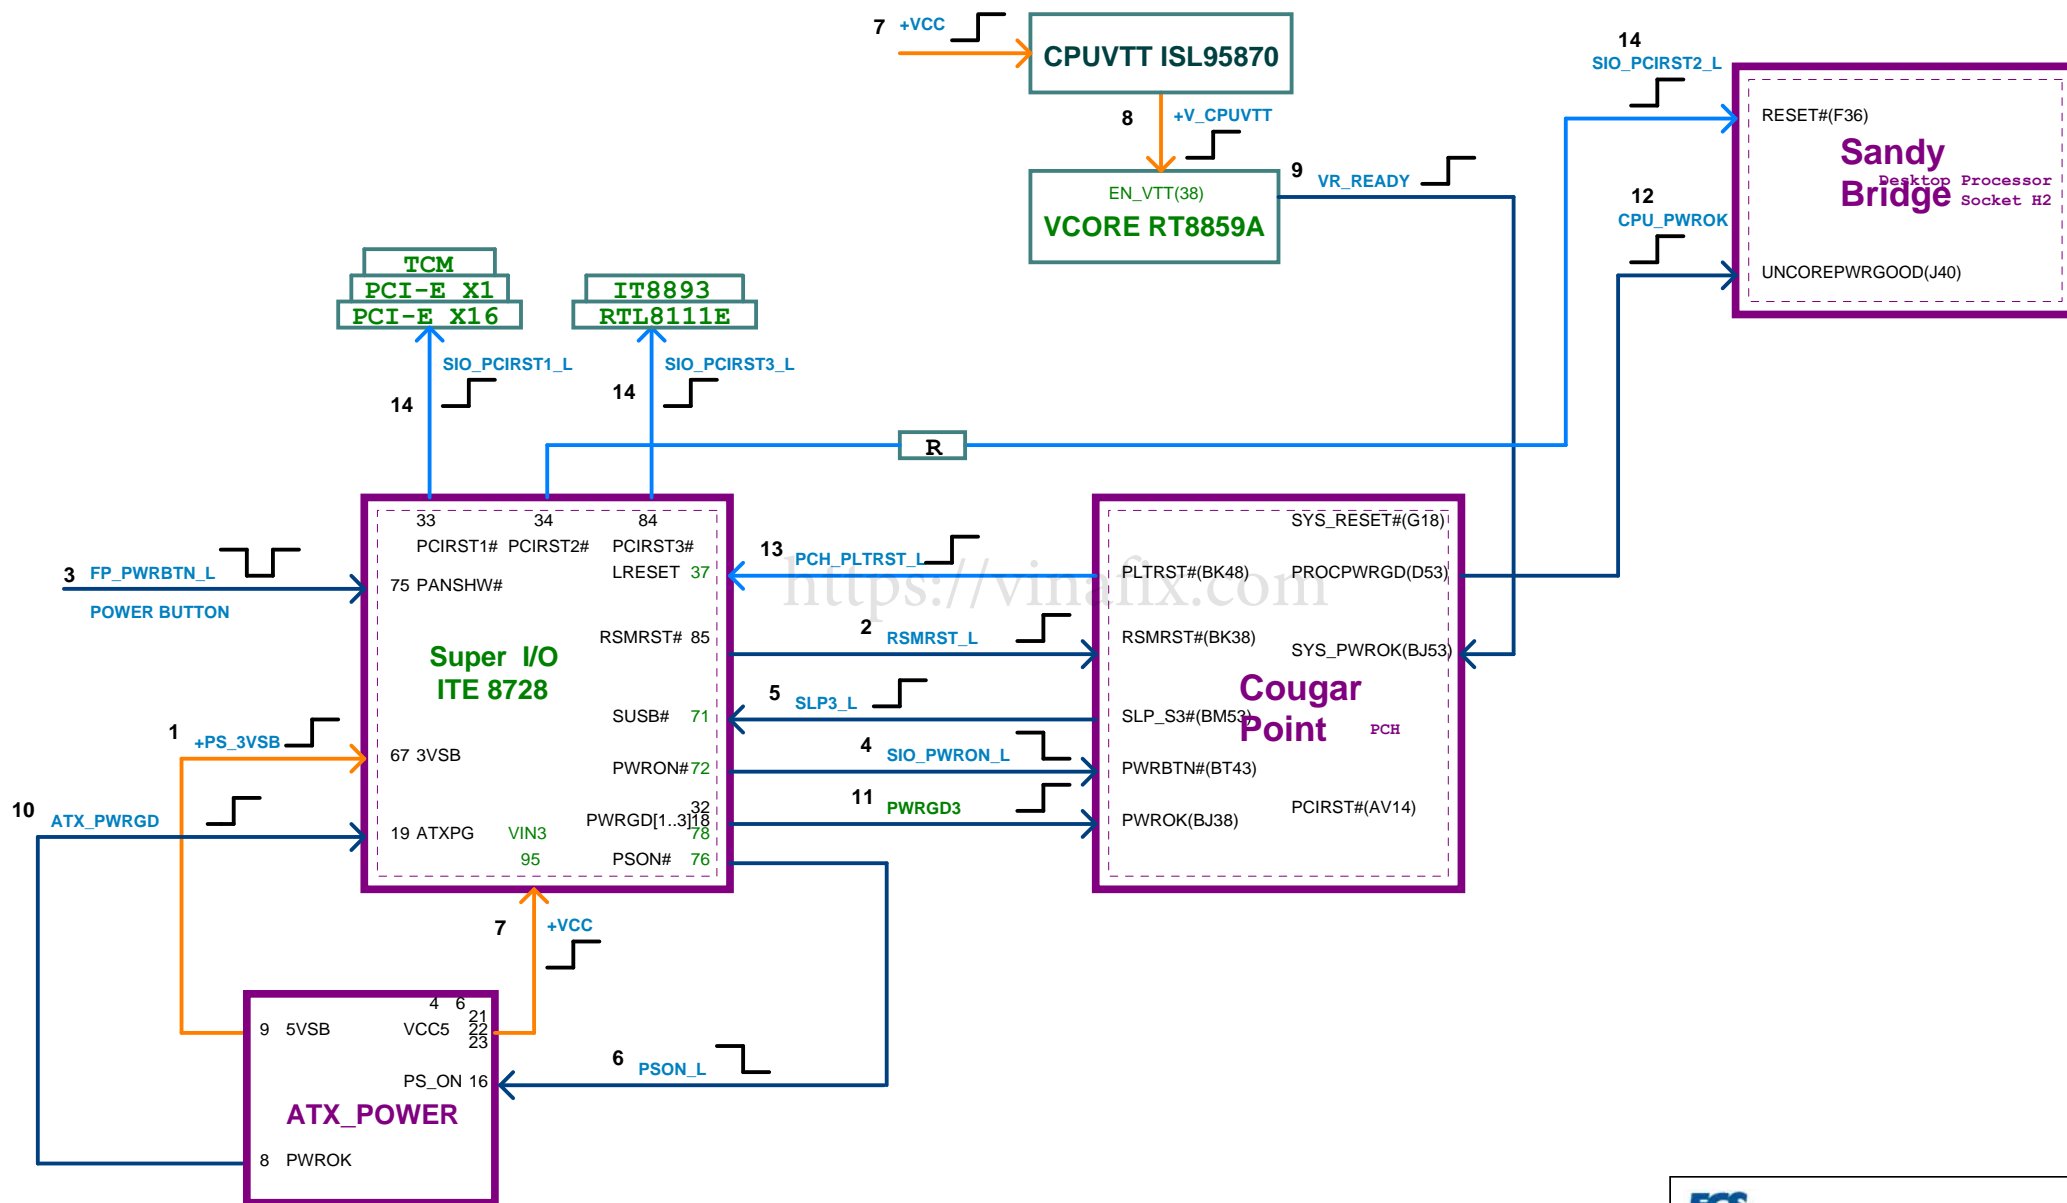 7 +VCC
CPUVTT ISL95870
8 +V_CPUVTT
EN_VTT(38)
VCORE RT8859A
9 VR_READY
14
SIO_PCIRST2_L
RESET#(F36)
Sandy
Bridge
Desktop Processor
Socket H2
12
CPU_PWROK
UNCOREPWRGOOD(J40)
TCM
PCI-E X1
PCI-E X16
IT8893
RTL8111E
SIO_PCIRST1_L
14
SIO_PCIRST3_L
14
R
33
34
84
PCIRST1# PCIRST2# PCIRST3#
LRESET 37
3 FP_PWRBTN_L
POWER BUTTON
75 PANSHW#
RSMRST# 85
Super I/O
ITE 8728
SUSB# 71
1 +PS_3VSB
67 3VSB
PWRON# 72
10 ATX_PWRGD
19 ATXPG
VIN3
95
32
PWRGD[1..3]18
78
PSON# 76
13 PCH_PLTRST_L
2 RSMRST_L
5 SLP3_L
4 SIO_PWRON_L
11 PWRGD3
https://vinafix.com
SYS_RESET#(G18)
PLTRST#(BK48)
PROCPWRGD(D53)
RSMRST#(BK38)
SYS_PWROK(BJ53)
Cougar
Point PCH
SLP_S3#(BM53)
PWRBTN#(BT43)
PCIRST#(AV14)
PWROK(BJ38)
7 +VCC
4 6
21
9 5VSB
VCC5 22
23
6 PSON_L
PS_ON 16
ATX_POWER
8 PWROK
ECS